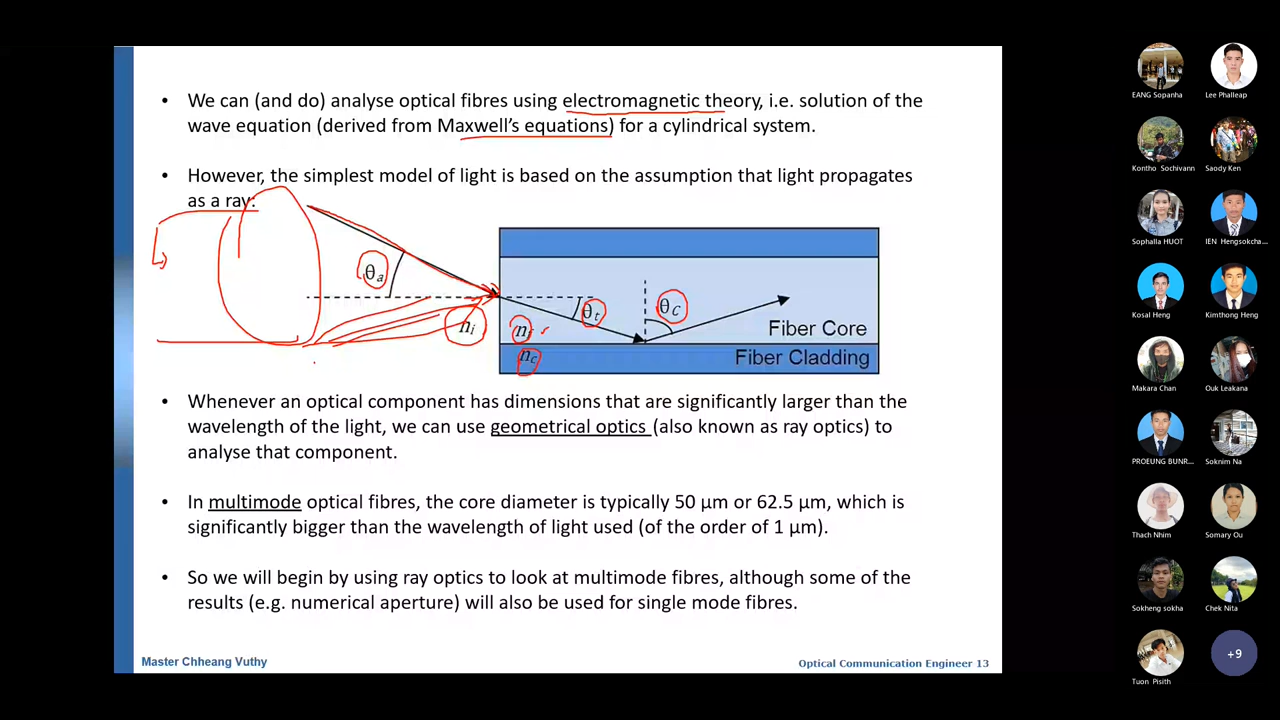 We can (and do) analyse optical fibres using electromagnetic theory, i.e. solution of the
wave equation (derived from Maxwell's equations) for a cylindrical system.
However, the simplest model of light is based on the assumption that light propagates
as a ray:
θa
ni
θt
θC
nc
Fiber Core
Fiber Cladding
Whenever an optical component has dimensions that are significantly larger than the
wavelength of the light, we can use geometrical optics (also known as ray optics) to
analyse that component.
In multimode optical fibres, the core diameter is typically 50 μm or 62.5 μm, which is
significantly bigger than the wavelength of light used (of the order of 1 μm).
So we will begin by using ray optics to look at multimode fibres, although some of the
results (e.g. numerical aperture) will also be used for single mode fibres.
Master Chheang Vuthy
Optical Communication Engineer 13
EANG Sopanha
Lee Phalleap
Kontho Sochivann
Saody Ken
Sophalla HUOT
IEN Hengsokcha...
Kosal Heng
Kimthong Heng
Makara Chan
Ouk Leakana
PROEUNG BUNR...
Soknim Na
Thach Nhim
Somary Ou
Sokheng sokha
Chek Nita
Tuon Pisith
+9